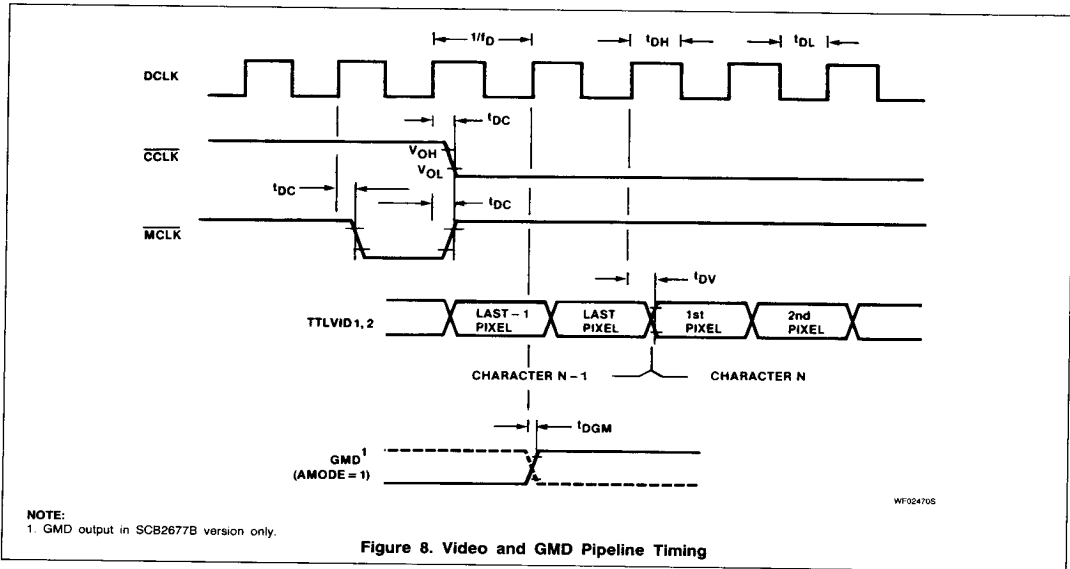 1/fD
tDH
tDL
DCLK
tDC
CCLK
VOH
VOL
tDC
tDC
MCLK
tDV
TTLVID 1, 2
LAST – 1 PIXEL
LAST PIXEL
1st PIXEL
2nd PIXEL
CHARACTER N – 1
CHARACTER N
tDGM
GMD1
(AMODE = 1)
WF02470S
NOTE:
1. GMD output in SCB2677B version only.
Figure 8. Video and GMD Pipeline Timing